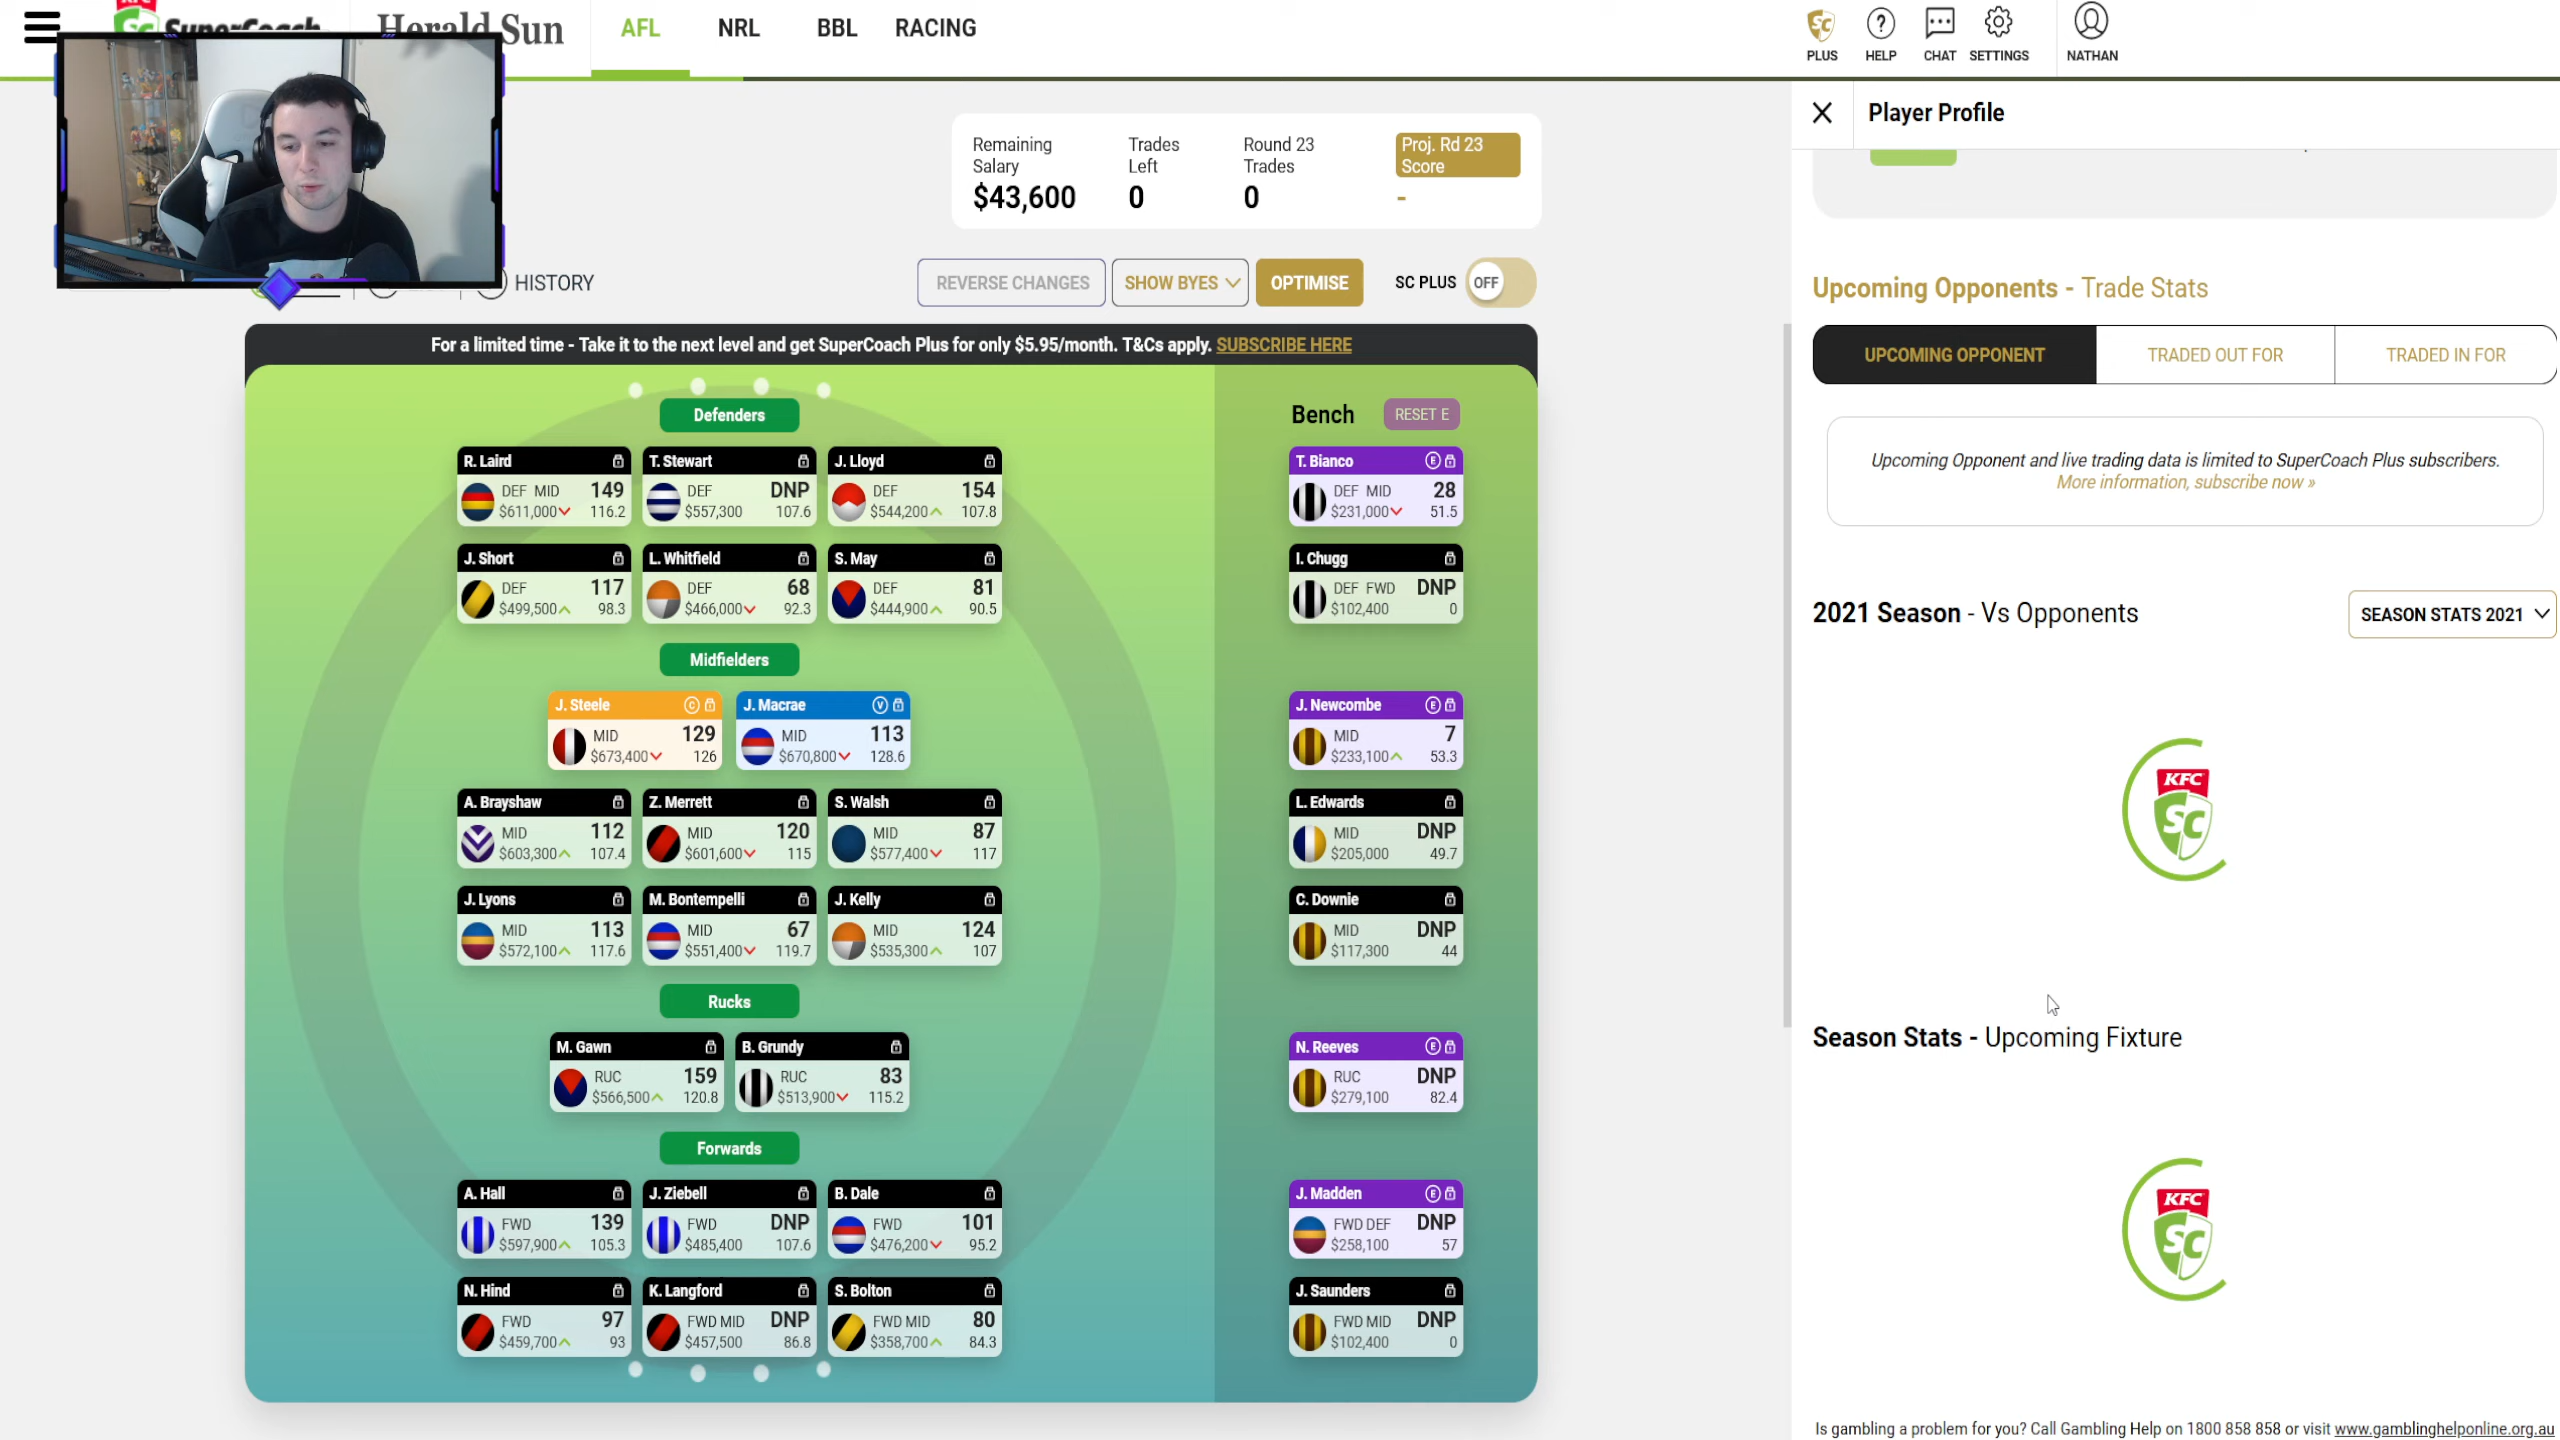 SuperCoach
Herald Sun
AFL
NRL
BBL
RACING
PLUS
HELP
CHAT
SETTINGS
NATHAN
Remaining Salary
$43,600
Trades Left
0
Round 23 Trades
0
Proj. Rd 23 Score
-
HISTORY
REVERSE CHANGES
SHOW BYES
OPTIMISE
SC PLUS
OFF
For a limited time - Take it to the next level and get SuperCoach Plus for only $5.95/month. T&Cs apply. SUBSCRIBE HERE
Defenders
Bench
RESET E
R. Laird
DEF MID 149
$611,000 116.2
T. Stewart
DEF DNP
$557,300 107.6
J. Lloyd
DEF 154
$544,200 107.8
T. Bianco E
DEF MID 28
$231,000 51.5
J. Short
DEF 117
$499,500 98.3
L. Whitfield
DEF 68
$466,000 92.3
S. May
DEF 81
$444,900 90.5
I. Chugg
DEF FWD DNP
$102,400 0
Midfielders
J. Steele C
MID 129
$673,400 126
J. Macrae V
MID 113
$670,800 128.6
J. Newcombe E
MID 7
$233,100 53.3
A. Brayshaw
MID 112
$603,300 107.4
Z. Merrett
MID 120
$601,600 115
S. Walsh
MID 87
$577,400 117
L. Edwards
MID DNP
$205,000 49.7
J. Lyons
MID 113
$572,100 117.6
M. Bontempelli
MID 67
$551,400 119.7
J. Kelly
MID 124
$535,300 107
C. Downie
MID DNP
$117,300 44
Rucks
M. Gawn
RUC 159
$566,500 120.8
B. Grundy
RUC 83
$513,900 115.2
N. Reeves E
RUC DNP
$279,100 82.4
Forwards
A. Hall
FWD 139
$597,900 105.3
J. Ziebell
FWD DNP
$485,400 107.6
B. Dale
FWD 101
$476,200 95.2
J. Madden E
FWD DEF DNP
$258,100 57
N. Hind
FWD 97
$459,700 93
K. Langford
FWD MID DNP
$457,500 86.8
S. Bolton
FWD MID 80
$358,700 84.3
J. Saunders
FWD MID DNP
$102,400 0
Player Profile
Upcoming Opponents - Trade Stats
UPCOMING OPPONENT
TRADED OUT FOR
TRADED IN FOR
Upcoming Opponent and live trading data is limited to SuperCoach Plus subscribers.
More information, subscribe now »
2021 Season - Vs Opponents
SEASON STATS 2021
KFC
SC
Season Stats - Upcoming Fixture
KFC
SC
Is gambling a problem for you? Call Gambling Help on 1800 858 858 or visit www.gamblinghelponline.org.au